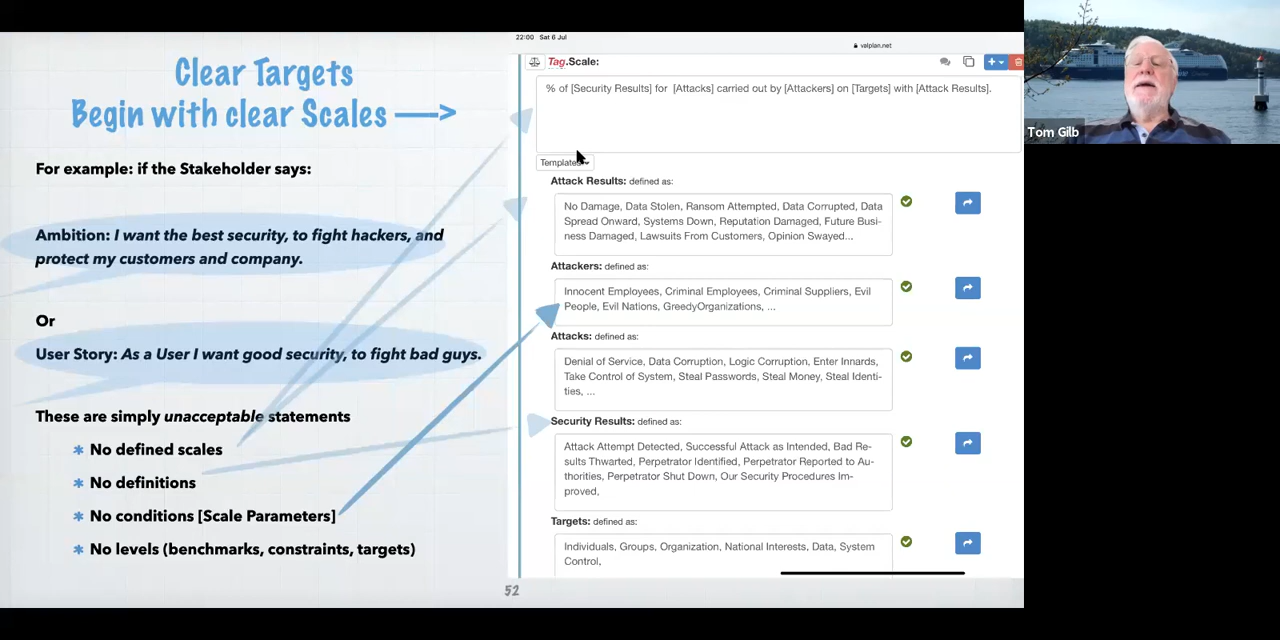 Clear Targets
Begin with clear Scales —>
For example: if the Stakeholder says:
Ambition: I want the best security, to fight hackers, and
protect my customers and company.
Or
User Story: As a User I want good security, to fight bad guys.
These are simply unacceptable statements
* No defined scales
* No definitions
* No conditions [Scale Parameters]
* No levels (benchmarks, constraints, targets)
52
22:00 Sat 6 Jul
valplan.net
Tag.Scale:
% of [Security Results] for [Attacks] carried out by [Attackers] on [Targets] with [Attack Results].
Templates
Attack Results: defined as:
No Damage, Data Stolen, Ransom Attempted, Data Corrupted, Data
Spread Onward, Systems Down, Reputation Damaged, Future Busi-
ness Damaged, Lawsuits From Customers, Opinion Swayed...
Attackers: defined as:
Innocent Employees, Criminal Employees, Criminal Suppliers, Evil
People, Evil Nations, GreedyOrganizations, ...
Attacks: defined as:
Denial of Service, Data Corruption, Logic Corruption, Enter Innards,
Take Control of System, Steal Passwords, Steal Money, Steal Identi-
ties, ...
Security Results: defined as:
Attack Attempt Detected, Successful Attack as Intended, Bad Re-
sults Thwarted, Perpetrator Identified, Perpetrator Reported to Au-
thorities, Perpetrator Shut Down, Our Security Procedures Im-
proved,
Targets: defined as:
Individuals, Groups, Organization, National Interests, Data, System
Control,
Tom Gilb